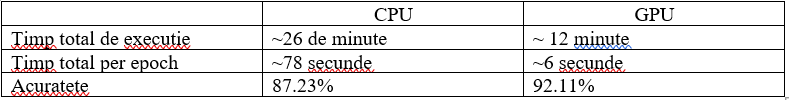 CPU GPU
Timp total de executie ~26 de minute ~ 12 minute
Timp total per epoch ~78 secunde ~6 secunde
Acuratete 87.23% 92.11%